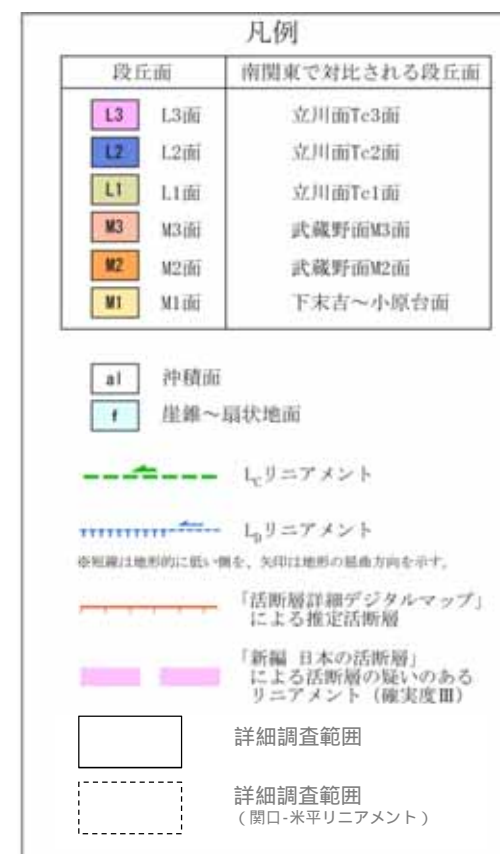 凡例
段丘面 南関東で対比される段丘面
L3 L3面 立川面Tc3面
L2 L2面 立川面Tc2面
L1 L1面 立川面Tc1面
M3 M3面 武蔵野面M3面
M2 M2面 武蔵野面M2面
M1 M1面 下末吉～小原台面
al 沖積面
f 崖錐～扇状地面
LCリニアメント
LDリニアメント
※短線は地形的に低い側を、矢印は地形の屈曲方向を示す。
「活断層詳細デジタルマップ」
による推定活断層
「新編 日本の活断層」
による活断層の疑いのある
リニアメント（確実度Ⅲ）
詳細調査範囲
詳細調査範囲
（関口-米平リニアメント）